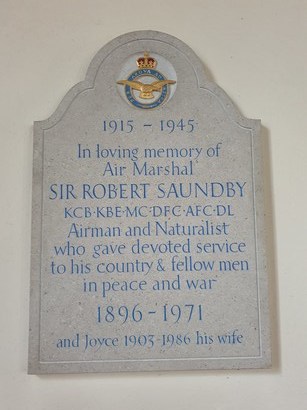 1915 - 1945
In loving memory of
Air Marshal
SIR ROBERT SAUNDBY
KCB·KBE·MC·DFC·AFC·DL
Airman and Naturalist
who gave devoted service
to his country & fellow men
in peace and war
1896 - 1971
and Joyce 1903-1986 his wife